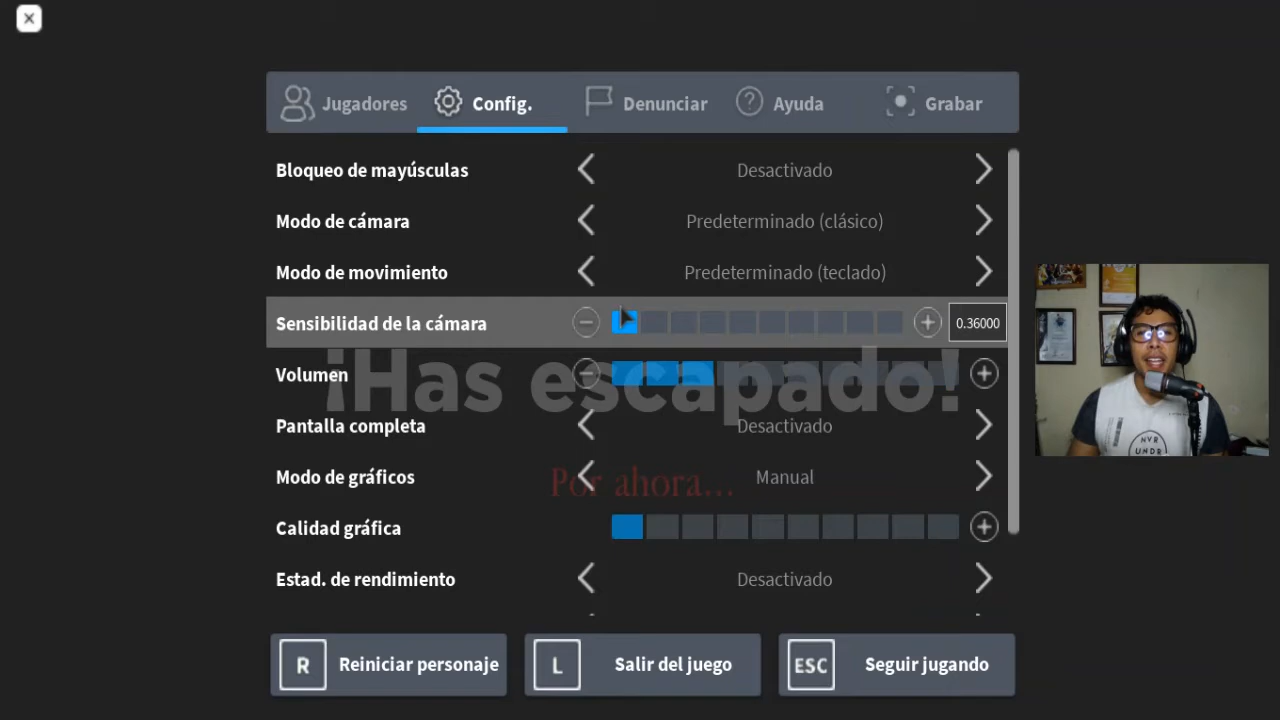 Jugadores
Config.
Denunciar
Ayuda
Grabar
Bloqueo de mayúsculas
Desactivado
Modo de cámara
Predeterminado (clásico)
Modo de movimiento
Predeterminado (teclado)
Sensibilidad de la cámara
0.36000
Volumen
¡Has escapado!
Pantalla completa
Desactivado
Modo de gráficos
Manual
Por ahora...
Calidad gráfica
Estad. de rendimiento
Desactivado
R Reiniciar personaje
L Salir del juego
ESC Seguir jugando
NVR
UNDR